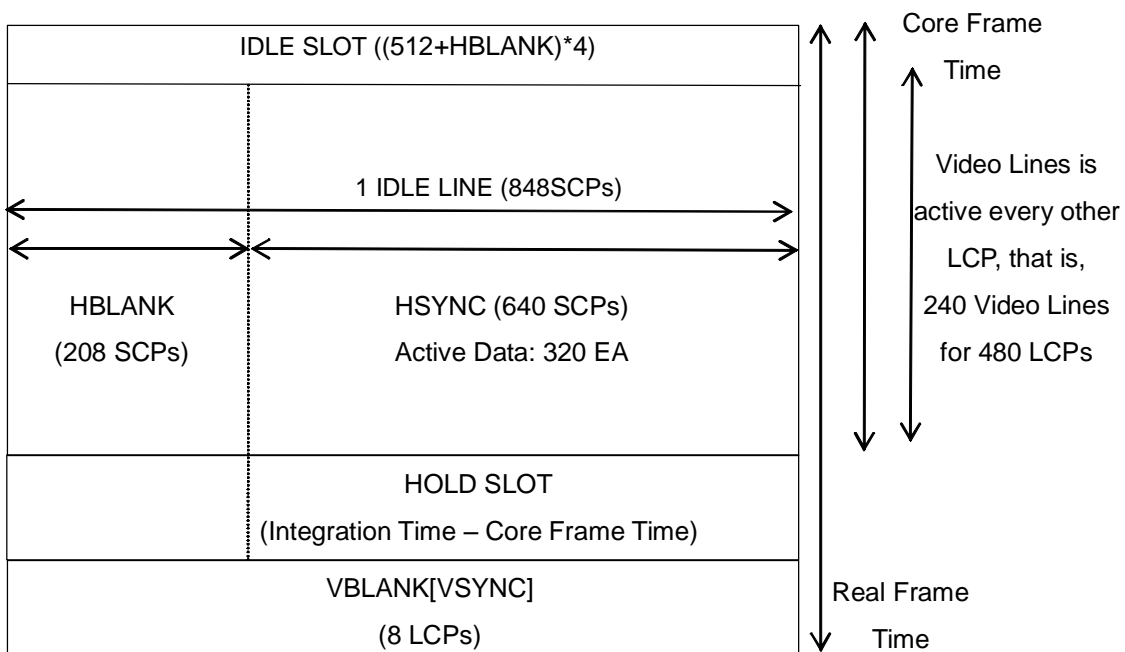 IDLE SLOT ((512+HBLANK)*4)
Core Frame
Time
1 IDLE LINE (848SCPs)
HBLANK
(208 SCPs)
HSYNC (640 SCPs)
Active Data: 320 EA
Video Lines is
active every other
LCP, that is,
240 Video Lines
for 480 LCPs
HOLD SLOT
(Integration Time – Core Frame Time)
VBLANK[VSYNC]
(8 LCPs)
Real Frame
Time